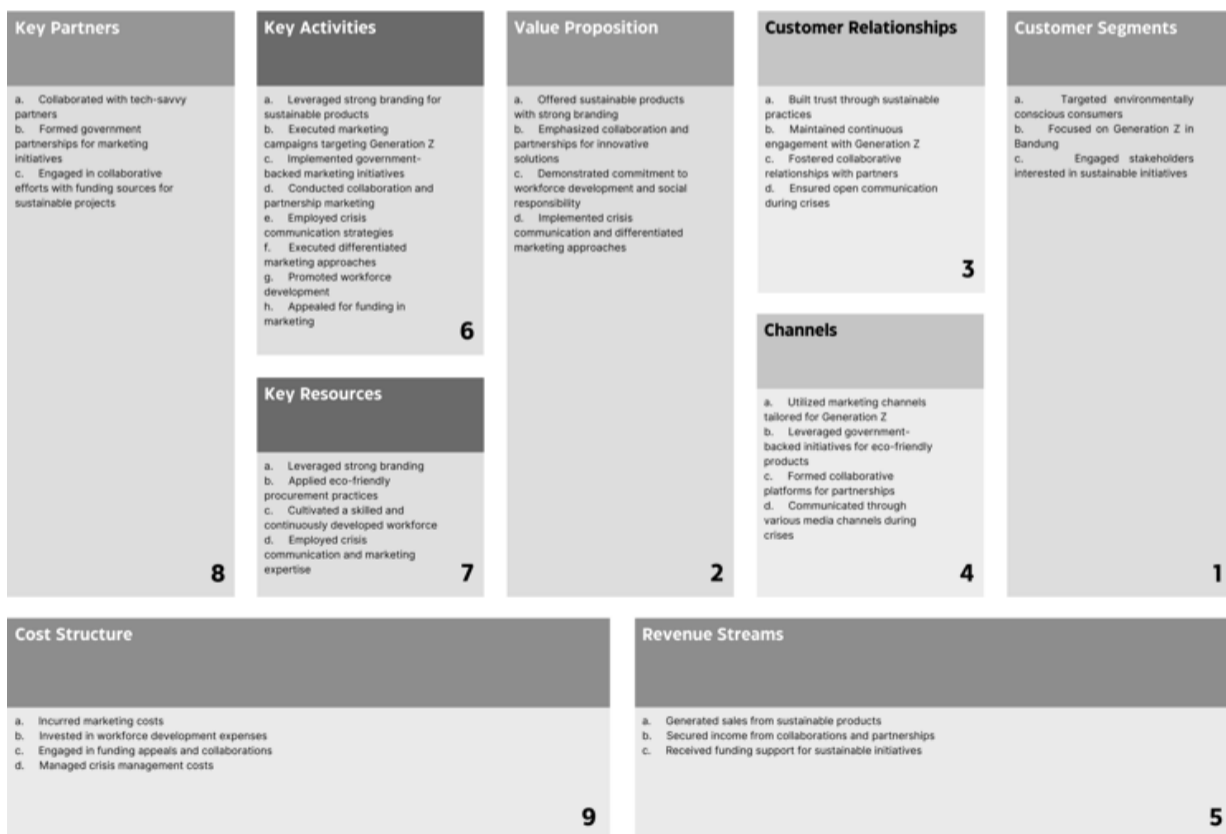 Key Partners
a. Collaborated with tech-savvy
partners
b. Formed government
partnerships for marketing
initiatives
c. Engaged in collaborative
efforts with funding sources for
sustainable projects
8
Key Activities
a. Leveraged strong branding for
sustainable products
b. Executed marketing
campaigns targeting Generation Z
c. Implemented government-
backed marketing initiatives
d. Conducted collaboration and
partnership marketing
e. Employed crisis
communication strategies
f. Executed differentiated
marketing approaches
g. Promoted workforce
development
h. Appealed for funding in
marketing
6
Key Resources
a. Leveraged strong branding
b. Applied eco-friendly
procurement practices
c. Cultivated a skilled and
continuously developed workforce
d. Employed crisis
communication and marketing
expertise
7
Value Proposition
a. Offered sustainable products
with strong branding
b. Emphasized collaboration and
partnerships for innovative
solutions
c. Demonstrated commitment to
workforce development and social
responsibility
d. Implemented crisis
communication and differentiated
marketing approaches
2
Customer Relationships
a. Built trust through sustainable
practices
b. Maintained continuous
engagement with Generation Z
c. Fostered collaborative
relationships with partners
d. Ensured open communication
during crises
3
Channels
a. Utilized marketing channels
tailored for Generation Z
b. Leveraged government-
backed initiatives for eco-friendly
products
c. Formed collaborative
platforms for partnerships
d. Communicated through
various media channels during
crises
4
Customer Segments
a. Targeted environmentally
conscious consumers
b. Focused on Generation Z in
Bandung
c. Engaged stakeholders
interested in sustainable initiatives
1
Cost Structure
a. Incurred marketing costs
b. Invested in workforce development expenses
c. Engaged in funding appeals and collaborations
d. Managed crisis management costs
9
Revenue Streams
a. Generated sales from sustainable products
b. Secured income from collaborations and partnerships
c. Received funding support for sustainable initiatives
5